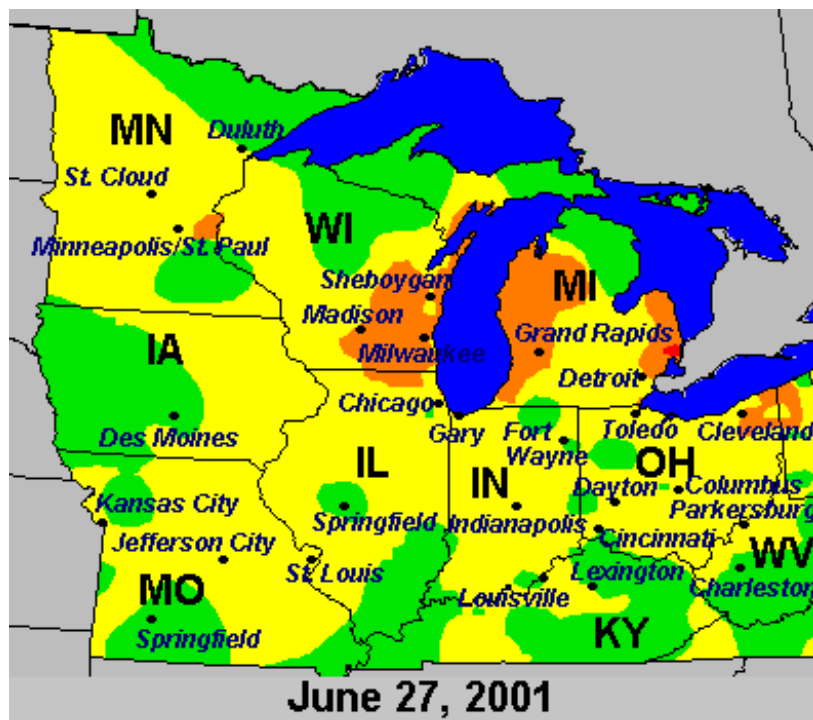 MN
Duluth
St. Cloud
WI
Minneapolis/St. Paul
Sheboygan
MI
Madison
Grand Rapids
IA
Milwaukee
Detroit
Chicago
Des Moines
Gary
Fort
Wayne
Toledo
Cleveland
IL
OH
IN
Kansas City
Springfield
Dayton
Columbus
Indianapolis
Parkersburg
Jefferson City
Cincinnati
St. Louis
WV
MO
Lexington
Louisville
Charleston
Springfield
KY
June 27, 2001